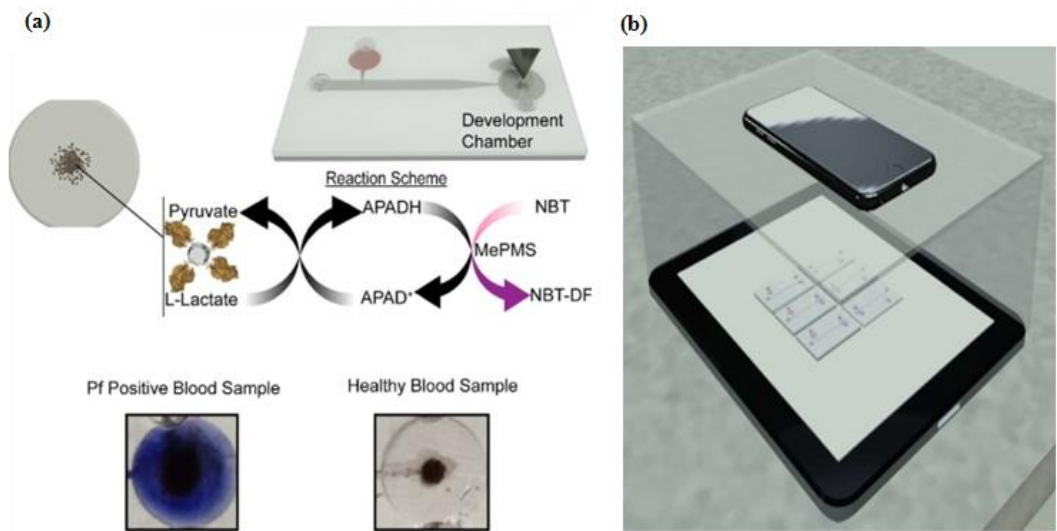 (a)
(b)
Development
Chamber
Reaction Scheme
Pyruvate
APADH
NBT
MePMS
L-Lactate
APAD⁺
NBT-DF
Pf Positive Blood Sample
Healthy Blood Sample